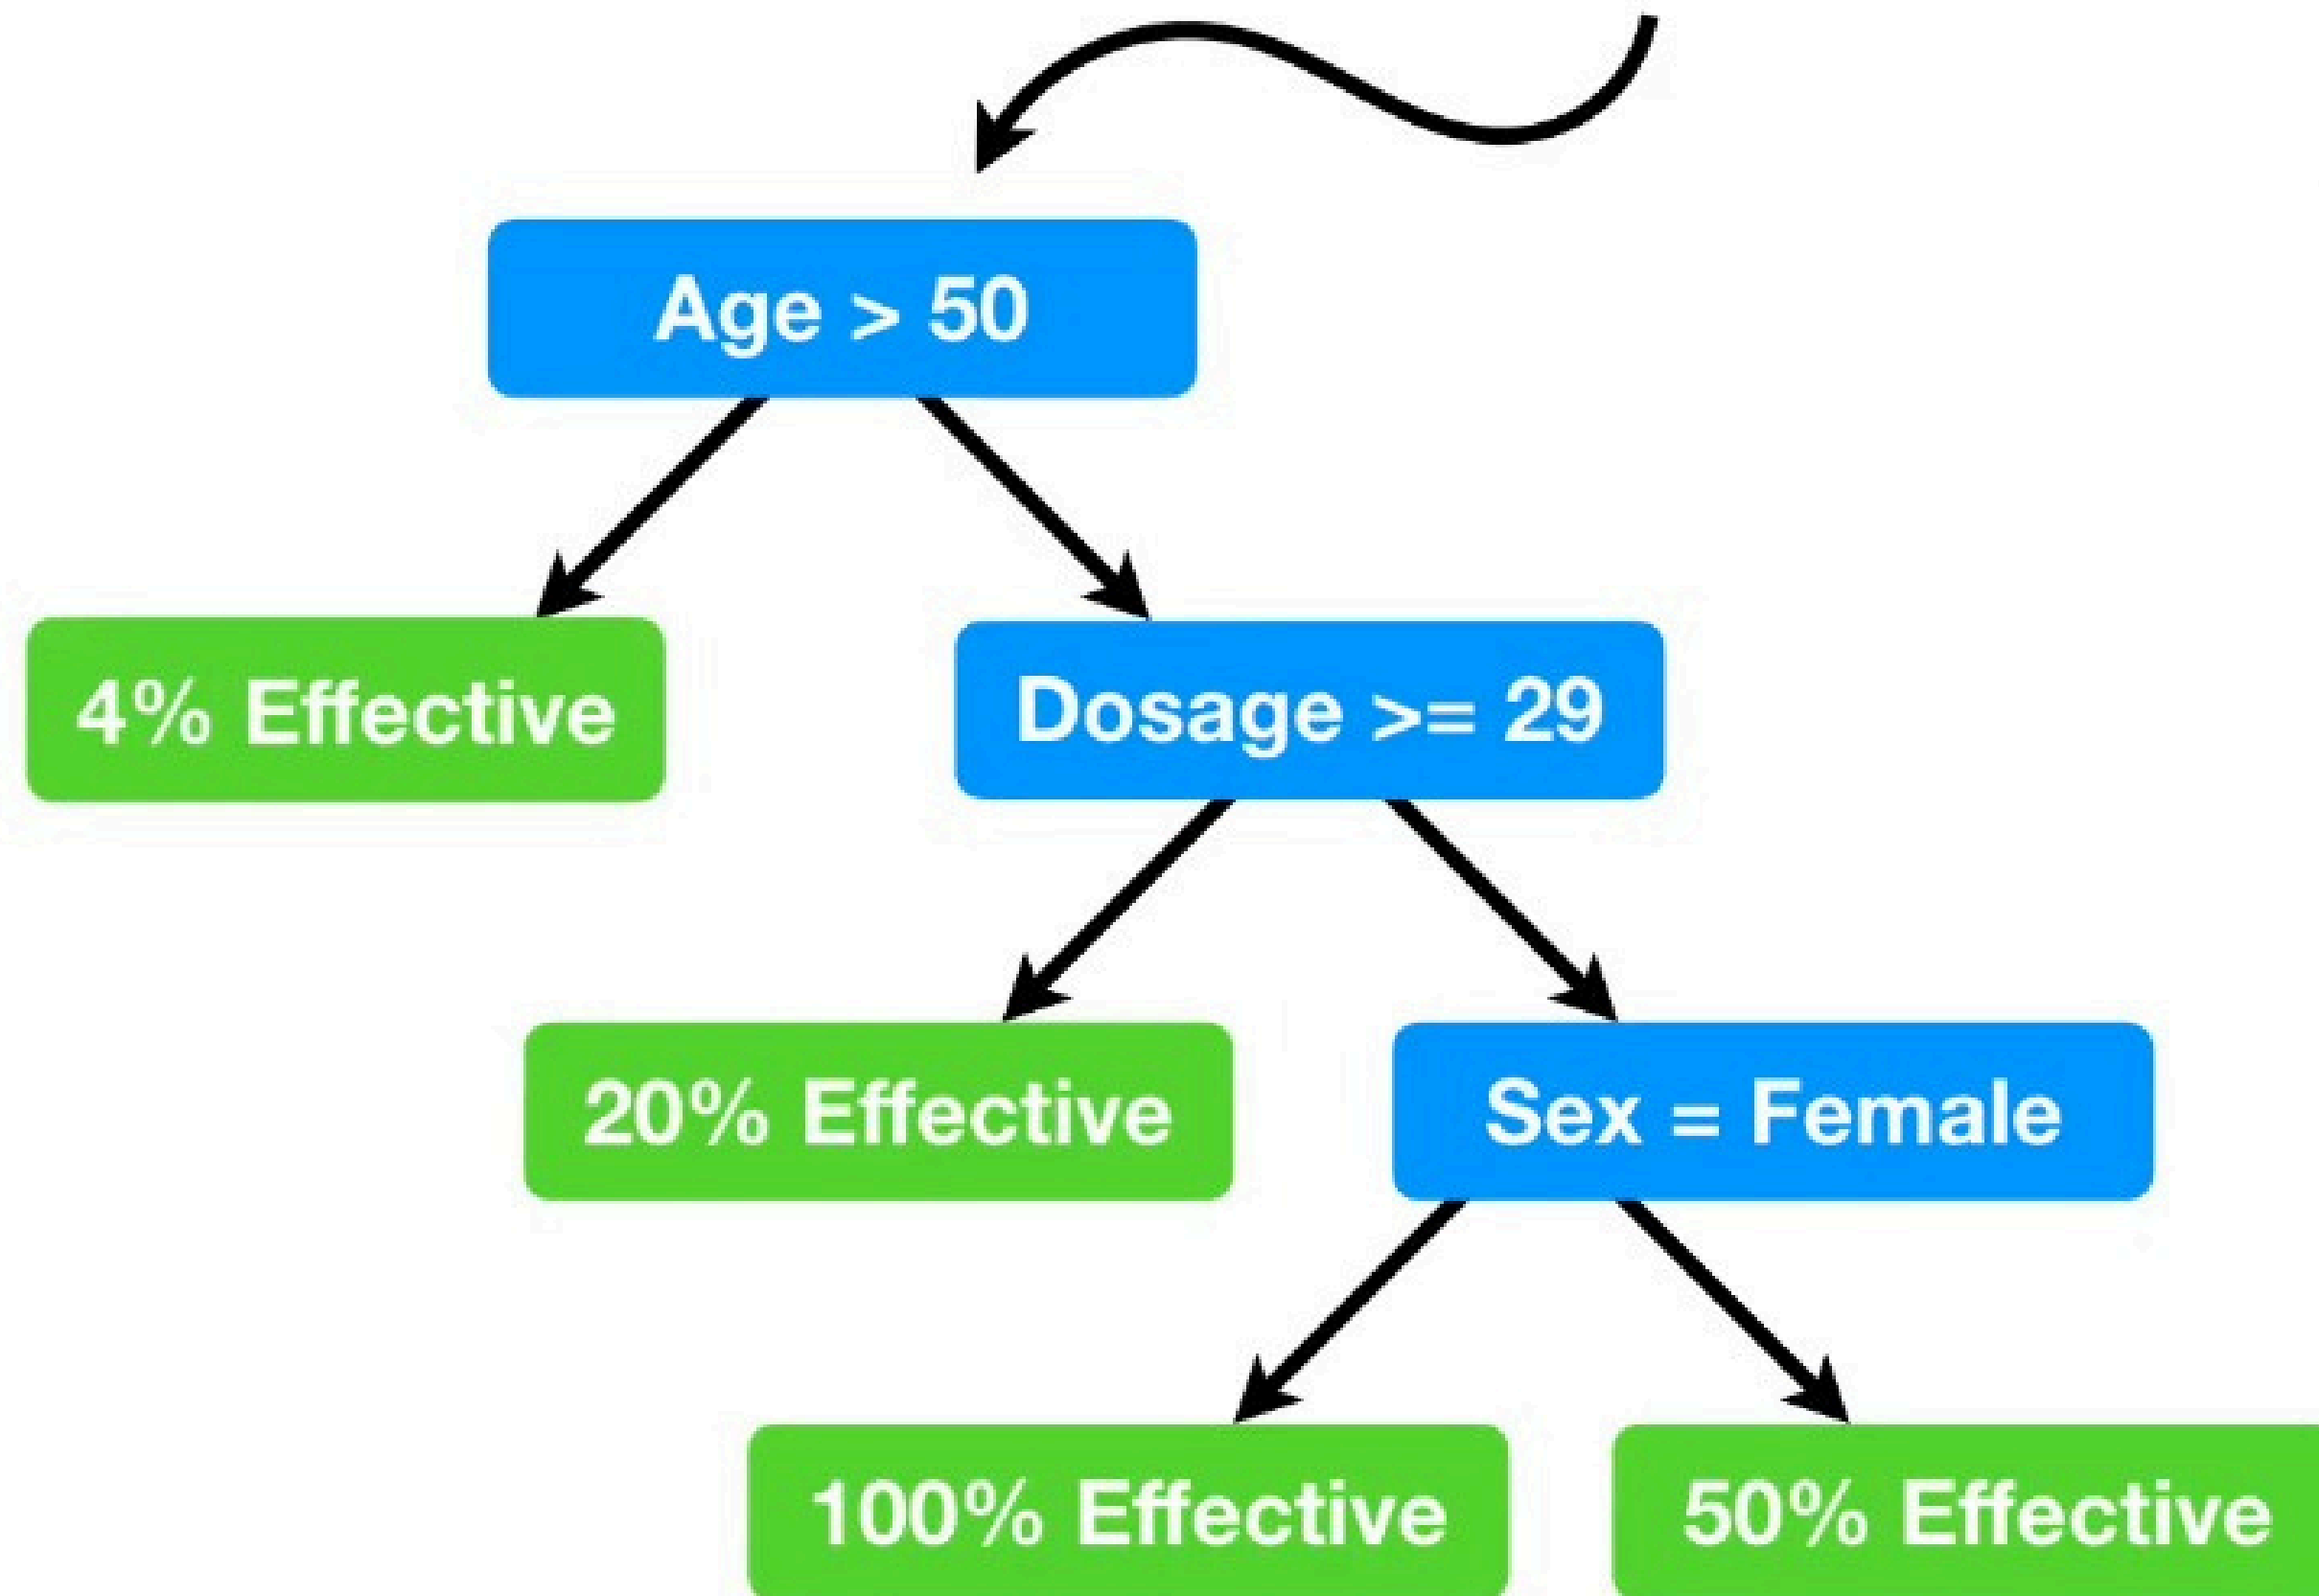 Age > 50
4% Effective
Dosage >= 29
20% Effective
Sex = Female
100% Effective
50% Effective